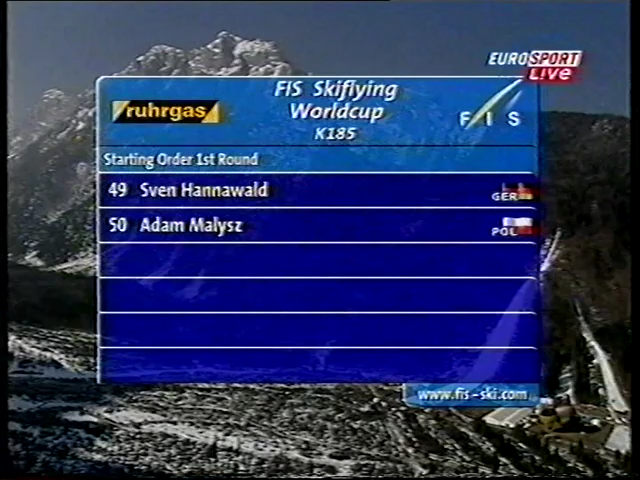 EUROSPORT
Live
ruhrgas
FIS Skiflying
Worldcup
K185
F I S
Starting Order 1st Round
49 Sven Hannawald GER
50 Adam Malysz POL
www.fis-ski.com